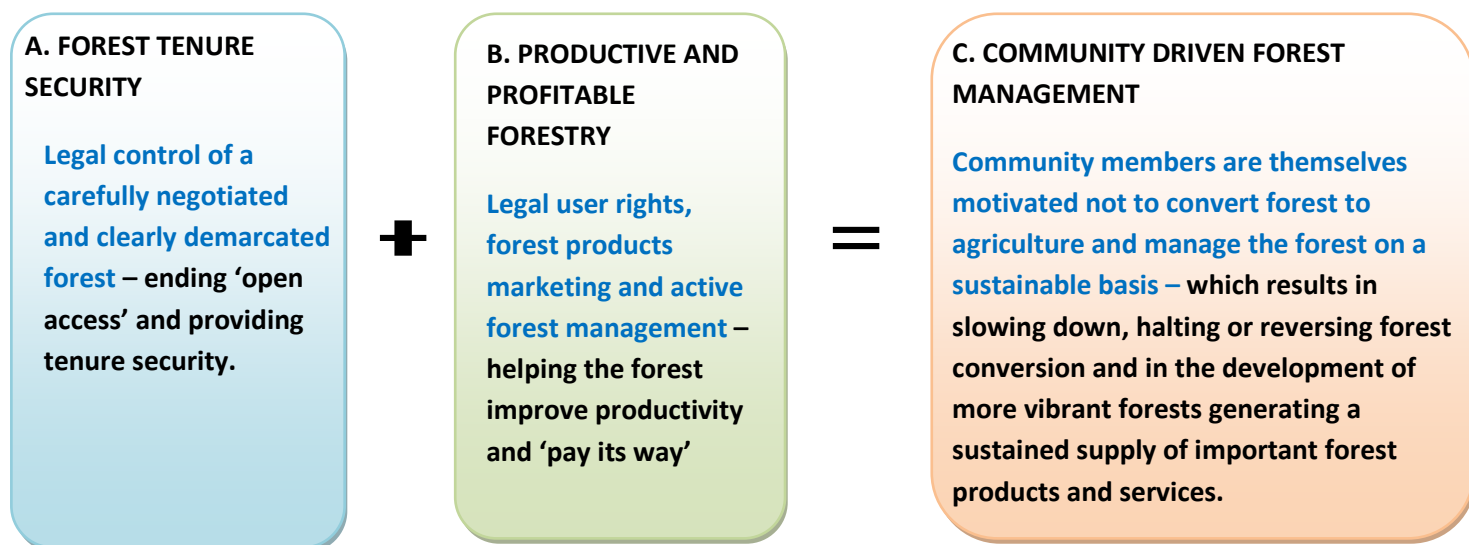 A. FOREST TENURE
SECURITY
Legal control of a
carefully negotiated
and clearly demarcated
forest – ending ‘open
access’ and providing
tenure security.
+
B. PRODUCTIVE AND
PROFITABLE
FORESTRY
Legal user rights,
forest products
marketing and active
forest management –
helping the forest
improve productivity
and ‘pay its way’
=
C. COMMUNITY DRIVEN FOREST
MANAGEMENT
Community members are themselves
motivated not to convert forest to
agriculture and manage the forest on a
sustainable basis – which results in
slowing down, halting or reversing forest
conversion and in the development of
more vibrant forests generating a
sustained supply of important forest
products and services.